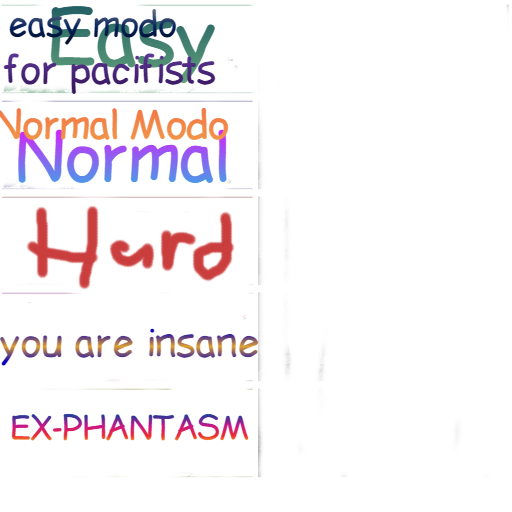 easy modo
Easy
for pacifists
Normal Modo
Normal
Hard
you are insane
EX-PHANTASM